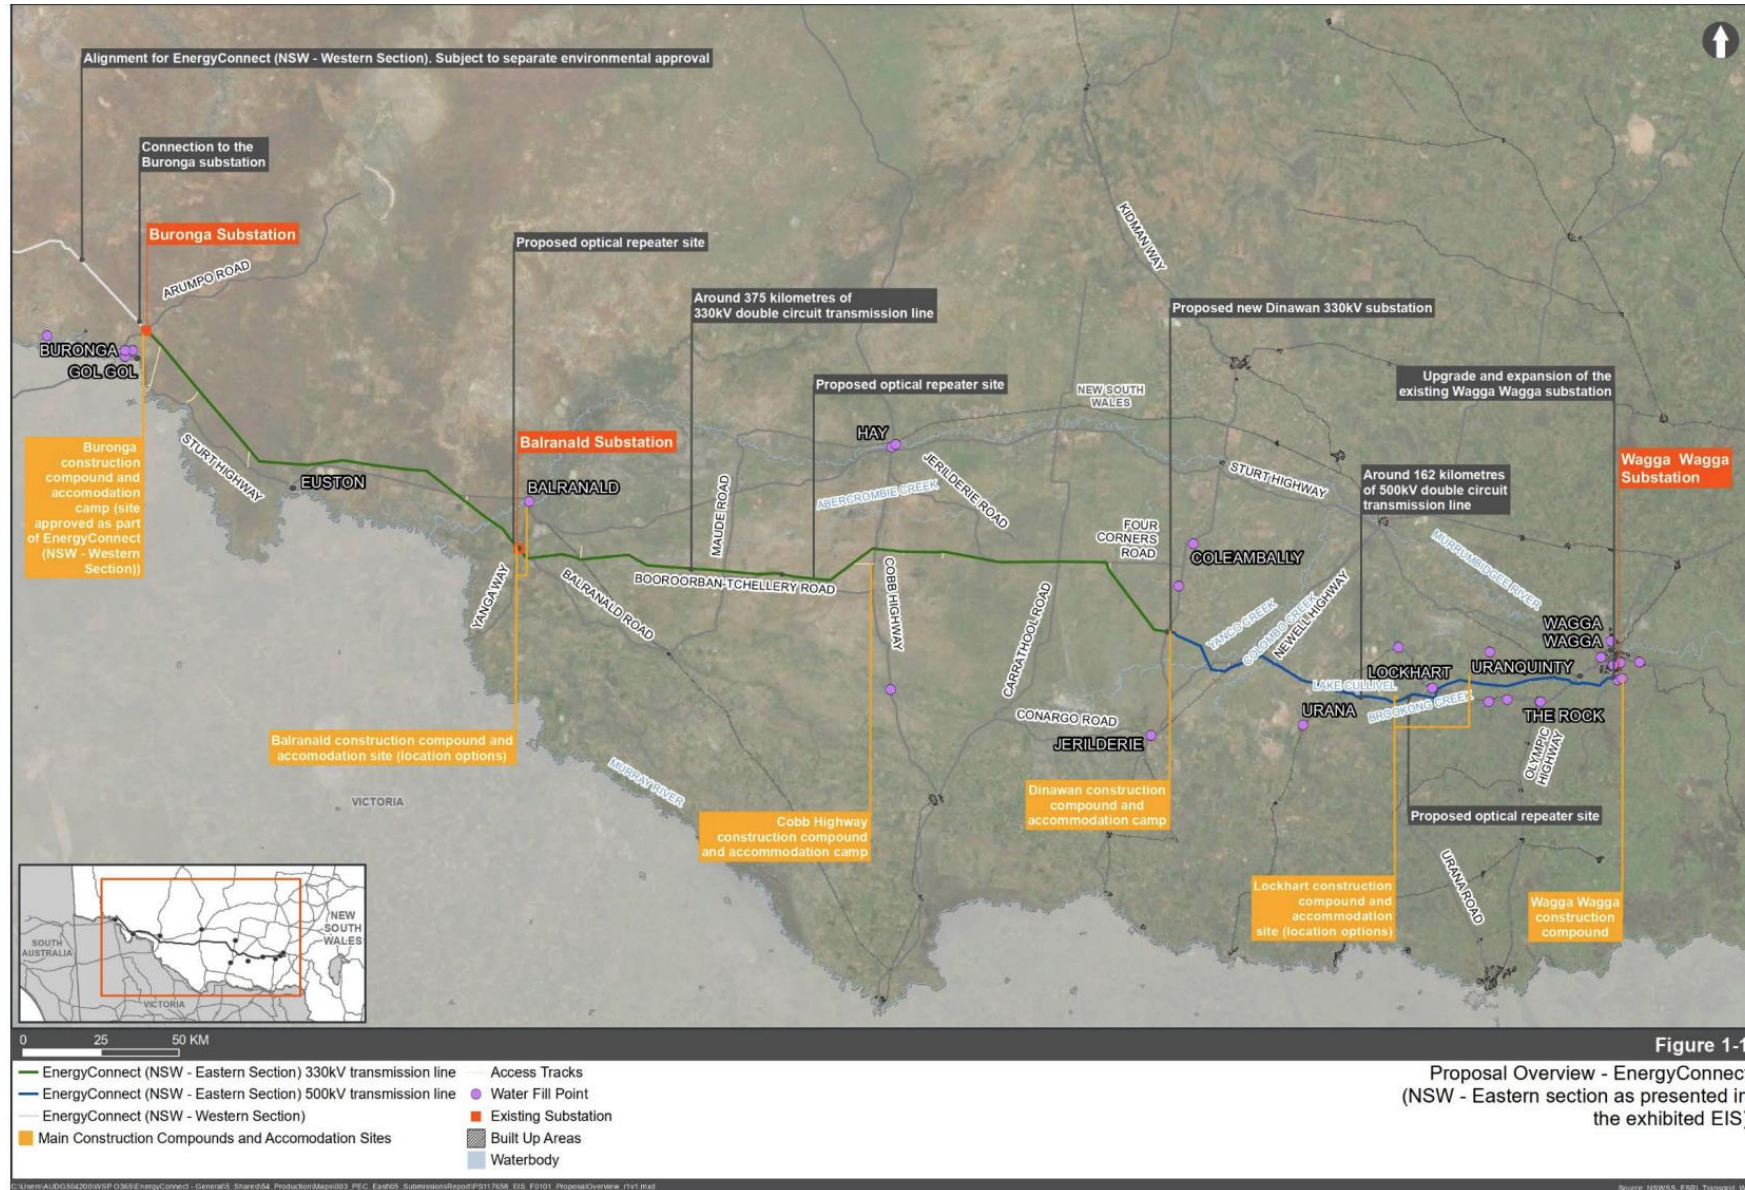 Alignment for EnergyConnect (NSW - Western Section). Subject to separate environmental approval
Connection to the
Buronga substation
Buronga Substation
ARUMPO ROAD
Proposed optical repeater site
Around 375 kilometres of
330kV double circuit transmission line
KIDMAN WAY
Proposed new Dinawan 330kV substation
BURONGA
GOL GOL
Proposed optical repeater site
NEW SOUTH
WALES
Upgrade and expansion of the
existing Wagga Wagga substation
Buronga
construction
compound and
accomodation
camp (site
approved as part
of EnergyConnect
(NSW - Western
Section))
STURT HIGHWAY
EUSTON
Balranald Substation
BALRANALD
HAY
JERILDERIE ROAD
ABERCROMBIE CREEK
MAUDE ROAD
STURT HIGHWAY
Around 162 kilometres
of 500kV double circuit
transmission line
Wagga Wagga
Substation
FOUR
CORNERS
ROAD
COLEAMBALLY
MURRUMBIDGEE RIVER
YANGA WAY
BALRANALD ROAD
BOOROORBAN-TCHELLERY ROAD
COBB HIGHWAY
CARRATHOOL ROAD
YANCO CREEK
COLOMBO CREEK
NEWELL HIGHWAY
WAGGA
WAGGA
LOCKHART
URANQUINTY
LAKE CULLIVEL
BROOKONG CREEK
URANA
THE ROCK
CONARGO ROAD
JERILDERIE
OLYMPIC
HIGHWAY
Balranald construction compound and
accomodation site (location options)
MURRAY RIVER
VICTORIA
Cobb Highway
construction compound
and accommodation camp
Dinawan construction
compound and
accommodation camp
Proposed optical repeater site
URANA ROAD
Lockhart construction
compound and
accommodation
site (location options)
Wagga Wagga
construction
compound
SOUTH
AUSTRALIA
NEW
SOUTH
WALES
VICTORIA
0 25 50 KM
Figure 1-1
EnergyConnect (NSW - Eastern Section) 330kV transmission line
EnergyConnect (NSW - Eastern Section) 500kV transmission line
EnergyConnect (NSW - Western Section)
Main Construction Compounds and Accomodation Sites
Access Tracks
Water Fill Point
Existing Substation
Built Up Areas
Waterbody
Proposal Overview - EnergyConnect
(NSW - Eastern section as presented in
the exhibited EIS)